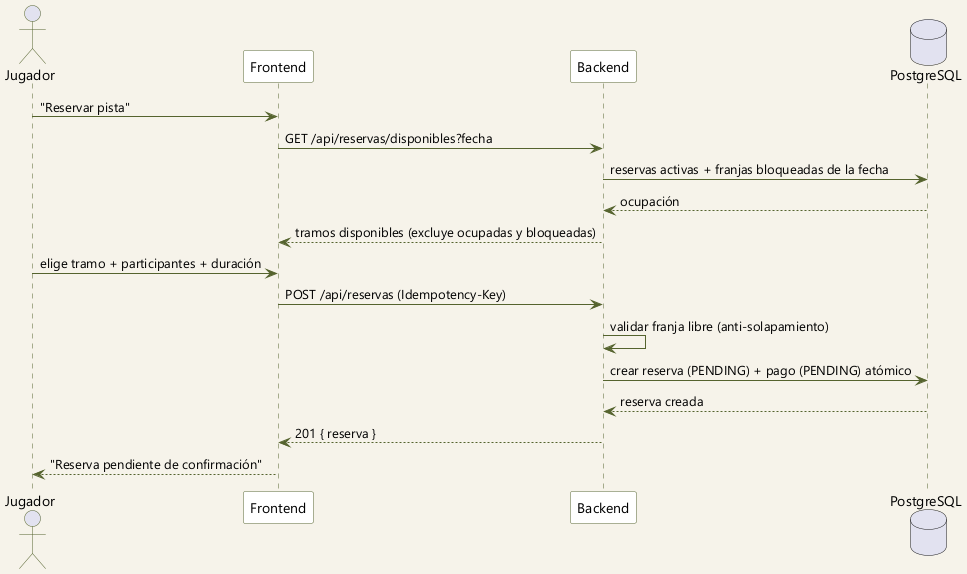 Jugador
Frontend
Backend
PostgreSQL
"Reservar pista"
GET /api/reservas/disponibles?fecha
reservas activas + franjas bloqueadas de la fecha
ocupación
tramos disponibles (excluye ocupadas y bloqueadas)
elige tramo + participantes + duración
POST /api/reservas (Idempotency-Key)
validar franja libre (anti-solapamiento)
crear reserva (PENDING) + pago (PENDING) atómico
reserva creada
201 { reserva }
"Reserva pendiente de confirmación"
Jugador
Frontend
Backend
PostgreSQL